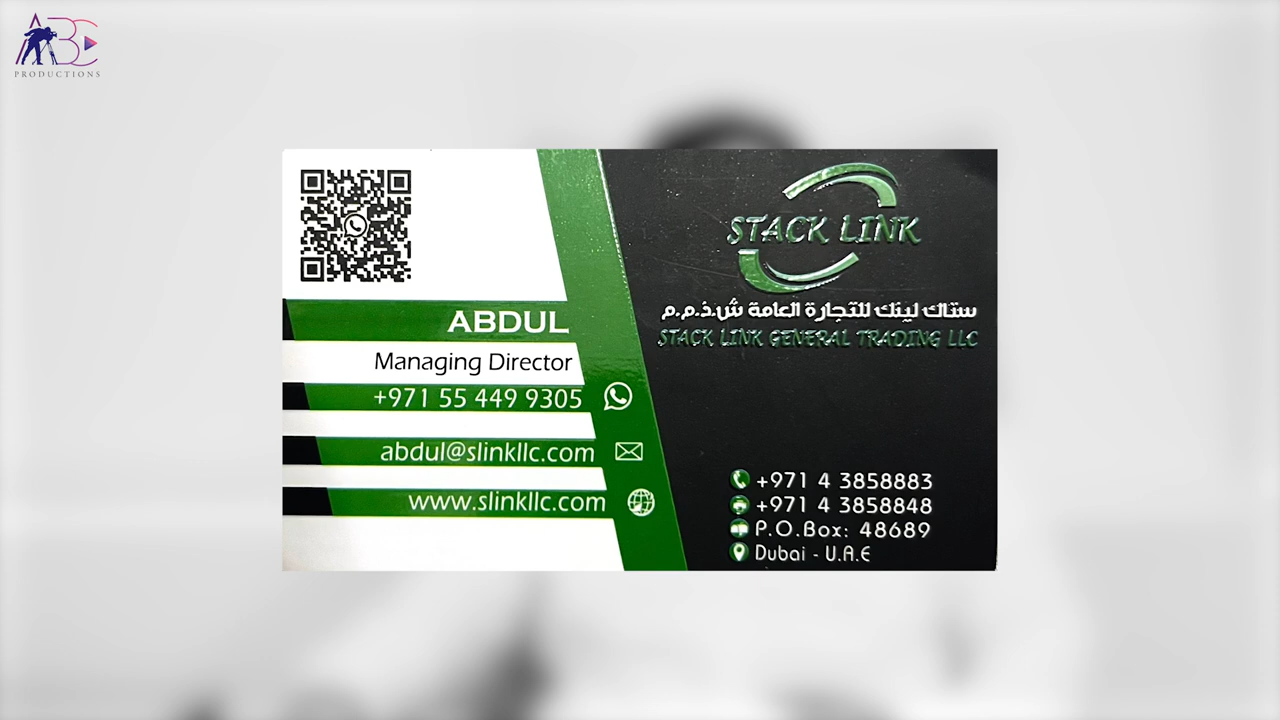 ABC
PRODUCTIONS
ABDUL
Managing Director
+971 55 449 9305
abdul@slinkllc.com
www.slinkllc.com
STACK LINK
ستاك لينك للتجارة العامة ش.ذ.م.م
STACK LINK GENERAL TRADING LLC
+971 4 3858883
+971 4 3858848
P.O.Box: 48689
Dubai - U.A.E